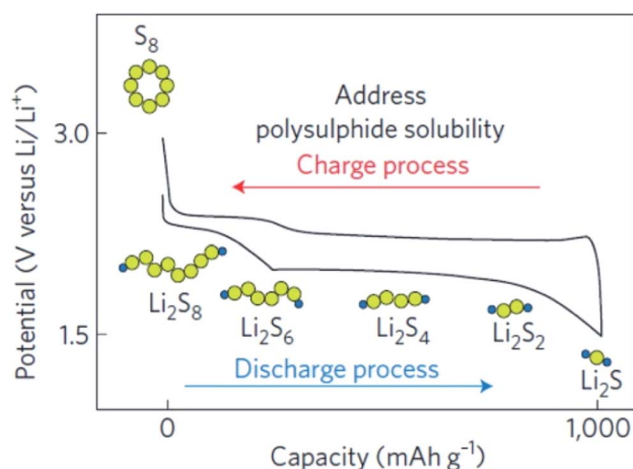 S₈
Address
polysulphide solubility
Charge process
3.0
Potential (V versus Li/Li⁺)
Li₂S₈
Li₂S₆
Li₂S₄
Li₂S₂
1.5
Discharge process
Li₂S
0
1,000
Capacity (mAh g⁻¹)